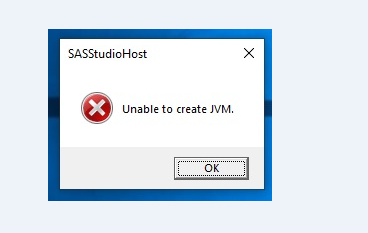 SASStudioHost
Unable to create JVM.
OK